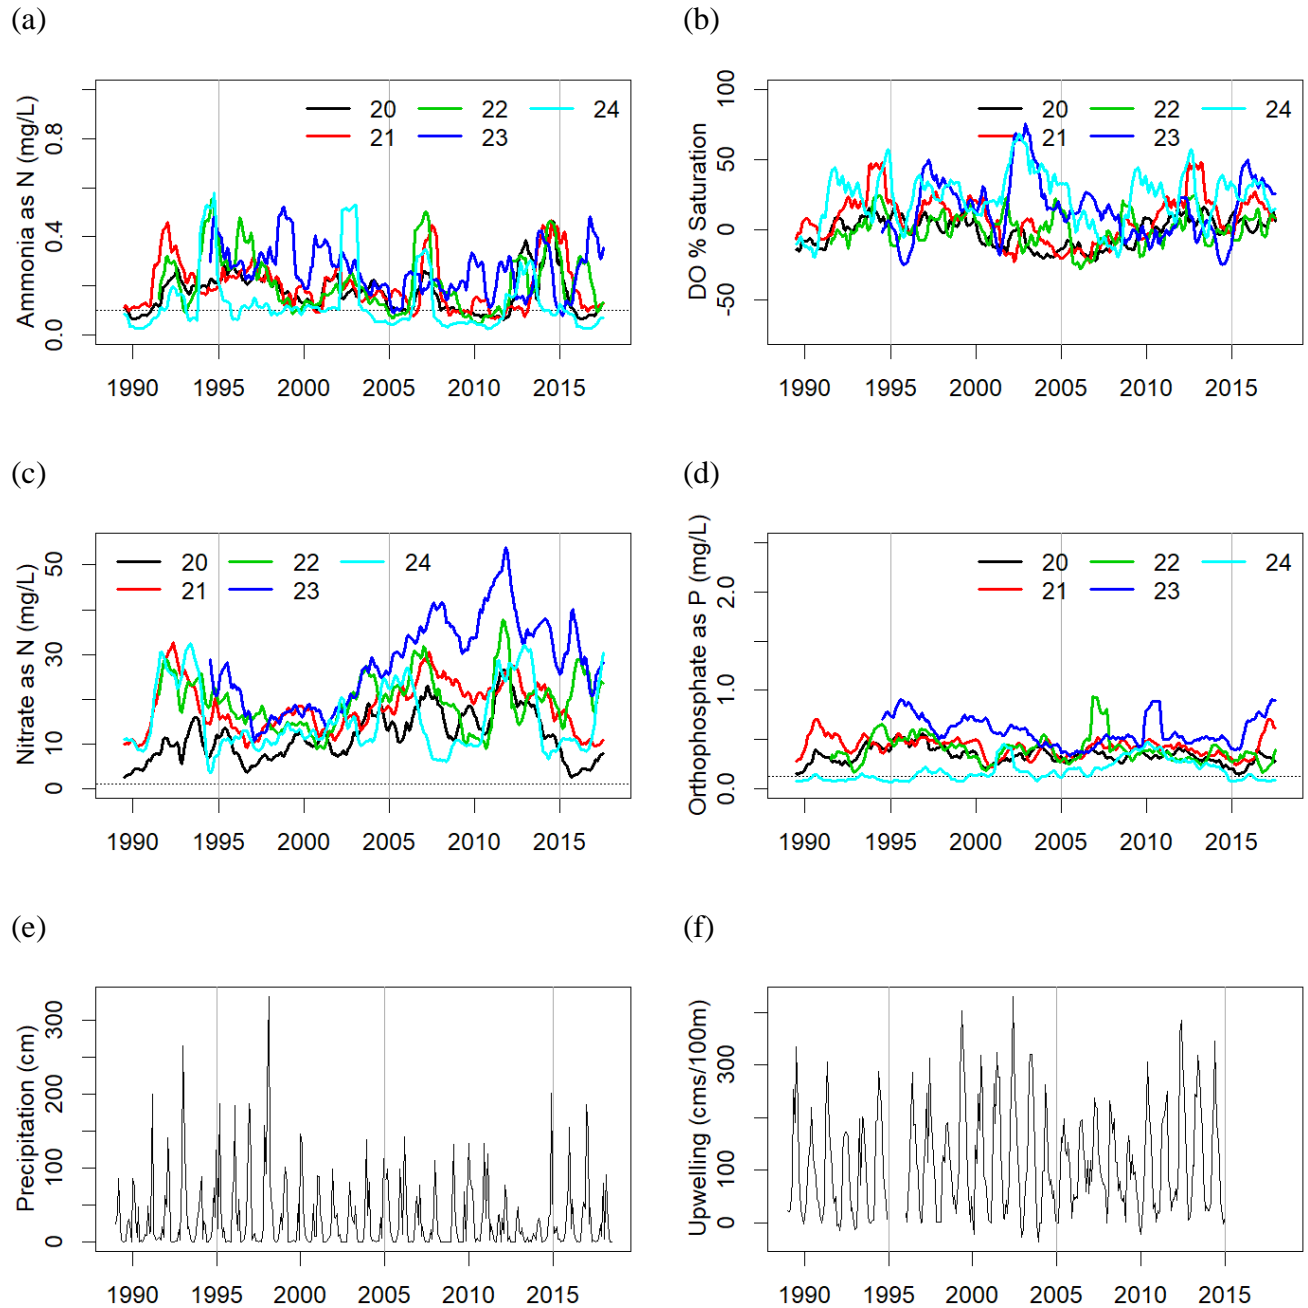 (a)
Ammonia as N (mg/L)
0.0 0.4 0.8
20 22 24
21 23
1990 1995 2000 2005 2010 2015
(b)
DO % Saturation
-50 0 50 100
20 22 24
21 23
1990 1995 2000 2005 2010 2015
(c)
Nitrate as N (mg/L)
0 10 30 50
20 22 24
21 23
1990 1995 2000 2005 2010 2015
(d)
Orthophosphate as P (mg/L)
0.0 1.0 2.0
20 22 24
21 23
1990 1995 2000 2005 2010 2015
(e)
Precipitation (cm)
0 100 200 300
1990 1995 2000 2005 2010 2015
(f)
Upwelling (cms/100m)
0 100 300
1990 1995 2000 2005 2010 2015